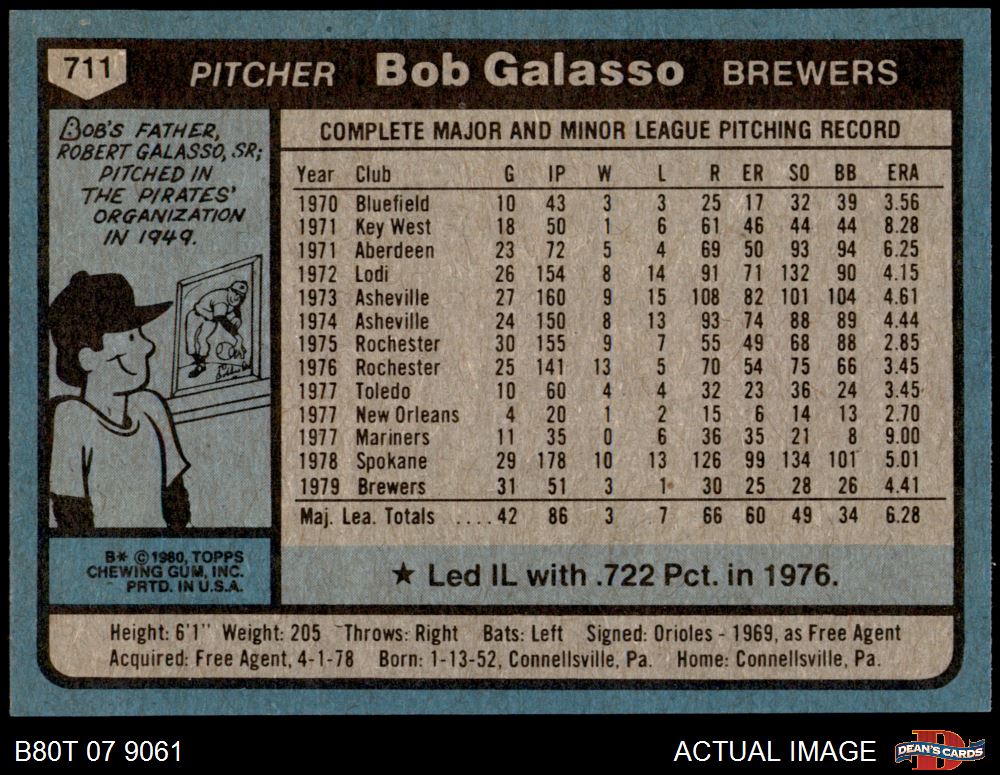 711 PITCHER Bob Galasso BREWERS
BOB'S FATHER,
ROBERT GALASSO, SR;
PITCHED IN
THE PIRATES'
ORGANIZATION
IN 1949.
COMPLETE MAJOR AND MINOR LEAGUE PITCHING RECORD
Year Club G IP W L R ER SO BB ERA
1970 Bluefield 10 43 3 3 25 17 32 39 3.56
1971 Key West 18 50 1 6 61 46 44 44 8.28
1971 Aberdeen 23 72 5 4 69 50 93 94 6.25
1972 Lodi 26 154 8 14 91 71 132 90 4.15
1973 Asheville 27 160 9 15 108 82 101 104 4.61
1974 Asheville 24 150 8 13 93 74 88 89 4.44
1975 Rochester 30 155 9 7 55 49 68 88 2.85
1976 Rochester 25 141 13 5 70 54 75 66 3.45
1977 Toledo 10 60 4 4 32 23 36 24 3.45
1977 New Orleans 4 20 1 2 15 6 14 13 2.70
1977 Mariners 11 35 0 6 36 35 21 8 9.00
1978 Spokane 29 178 10 13 126 99 134 101 5.01
1979 Brewers 31 51 3 1 30 25 28 26 4.41
Maj. Lea. Totals ....42 86 3 7 66 60 49 34 6.28
B* © 1980, TOPPS
CHEWING GUM, INC.
PRTD. IN U.S.A.
★ Led IL with .722 Pct. in 1976.
Height: 6'1" Weight: 205 Throws: Right Bats: Left Signed: Orioles - 1969, as Free Agent
Acquired: Free Agent, 4-1-78 Born: 1-13-52, Connellsville, Pa. Home: Connellsville, Pa.
B80T 07 9061 ACTUAL IMAGE DEAN'S CARDS